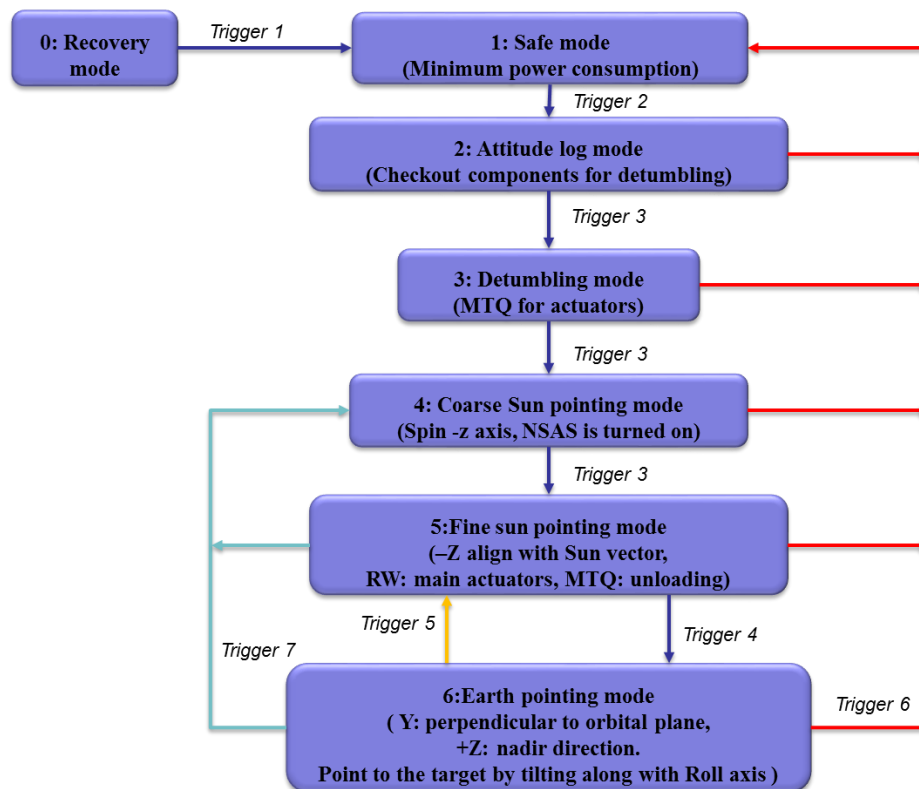 0: Recovery
mode
Trigger 1
1: Safe mode
(Minimum power consumption)
Trigger 2
2: Attitude log mode
(Checkout components for detumbling)
Trigger 3
3: Detumbling mode
(MTQ for actuators)
Trigger 3
4: Coarse Sun pointing mode
(Spin -z axis, NSAS is turned on)
Trigger 3
5:Fine sun pointing mode
(–Z align with Sun vector,
RW: main actuators, MTQ: unloading)
Trigger 5
Trigger 4
Trigger 7
6:Earth pointing mode
( Y: perpendicular to orbital plane,
+Z: nadir direction.
Point to the target by tilting along with Roll axis )
Trigger 6